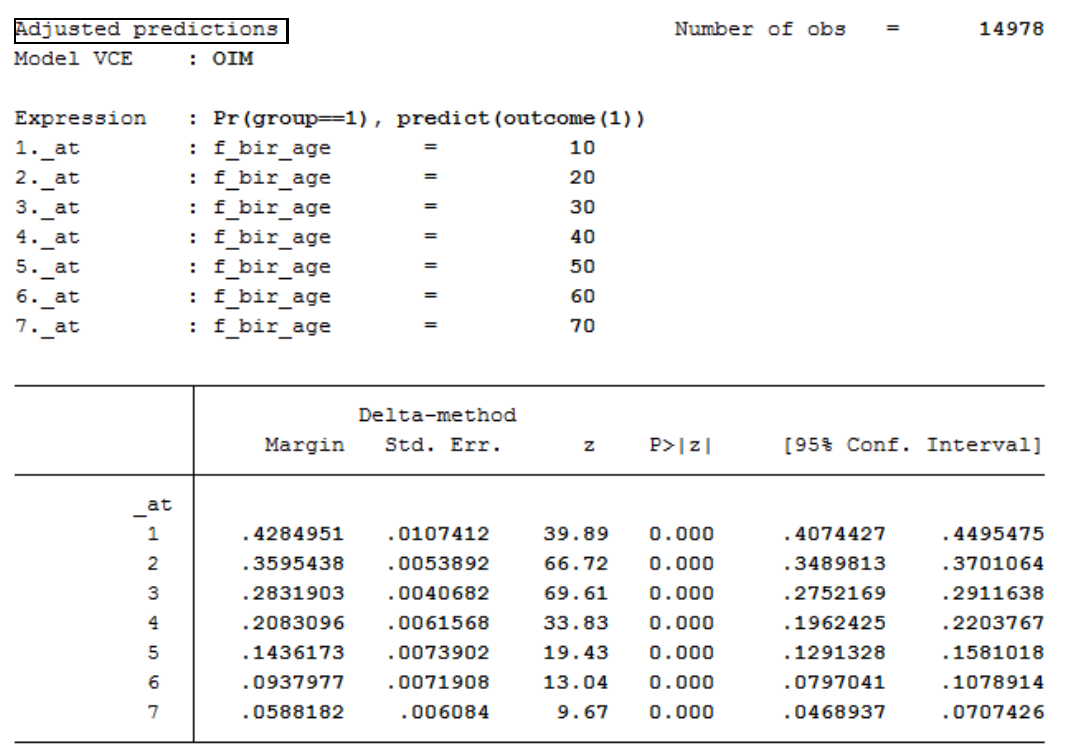 Adjusted predictions Number of obs = 14978
Model VCE : OIM
Expression : Pr(group==1), predict(outcome(1))
1._at : f_bir_age = 10
2._at : f_bir_age = 20
3._at : f_bir_age = 30
4._at : f_bir_age = 40
5._at : f_bir_age = 50
6._at : f_bir_age = 60
7._at : f_bir_age = 70
Delta-method
Margin Std. Err. z P>|z| [95% Conf. Interval]
_at
1 .4284951 .0107412 39.89 0.000 .4074427 .4495475
2 .3595438 .0053892 66.72 0.000 .3489813 .3701064
3 .2831903 .0040682 69.61 0.000 .2752169 .2911638
4 .2083096 .0061568 33.83 0.000 .1962425 .2203767
5 .1436173 .0073902 19.43 0.000 .1291328 .1581018
6 .0937977 .0071908 13.04 0.000 .0797041 .1078914
7 .0588182 .006084 9.67 0.000 .0468937 .0707426